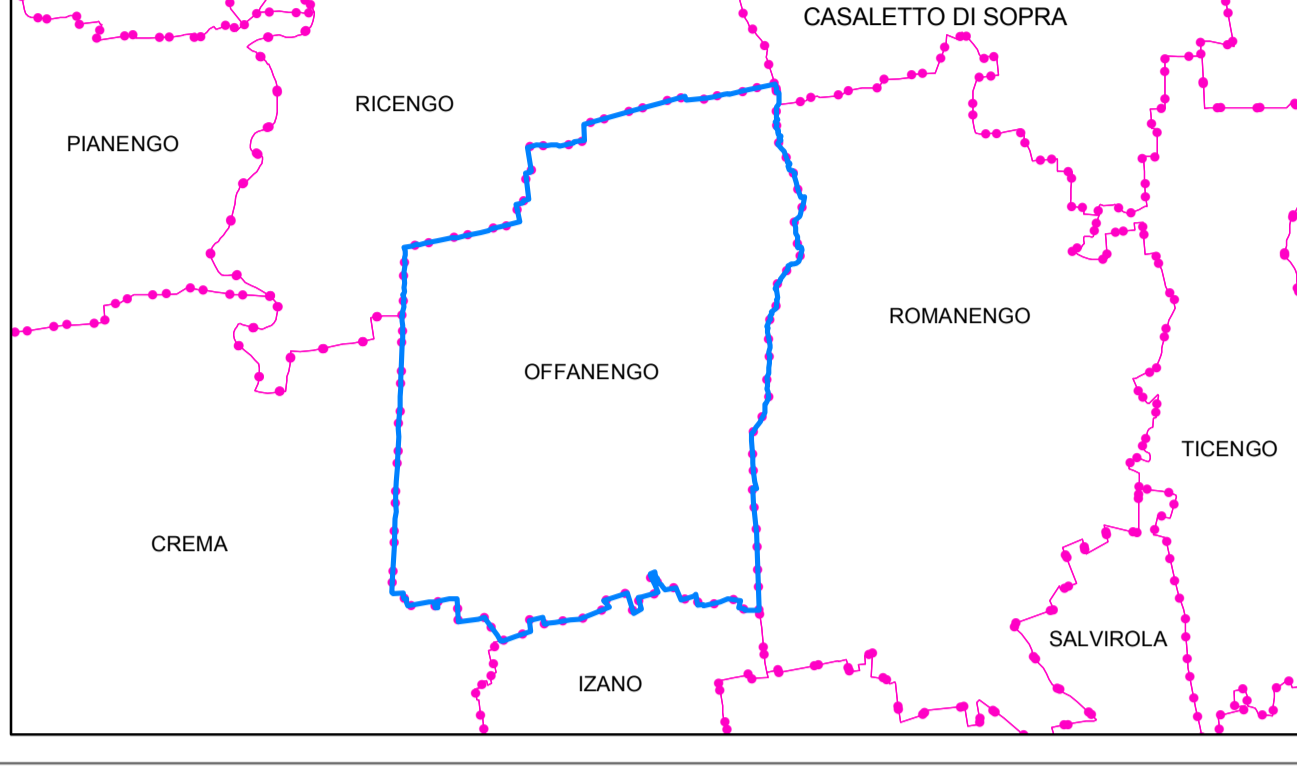 CASALETTO DI SOPRA
RICENGO
PIANENGO
ROMANENGO
OFFANENGO
TICENGO
CREMA
SALVIROLA
IZANO